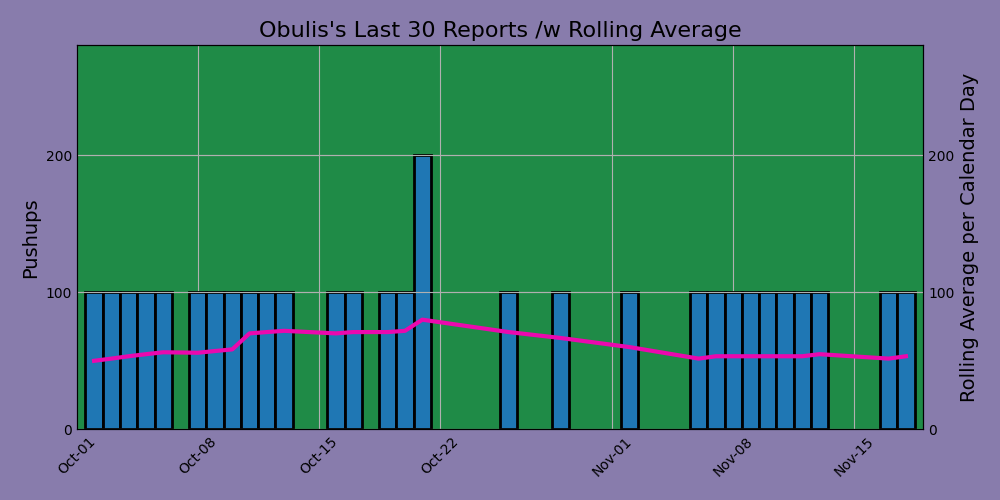 Obulis's Last 30 Reports /w Rolling Average
Pushups
200
100
0
200
100
0
Rolling Average per Calendar Day
Oct-01
Oct-08
Oct-15
Oct-22
Nov-01
Nov-08
Nov-15